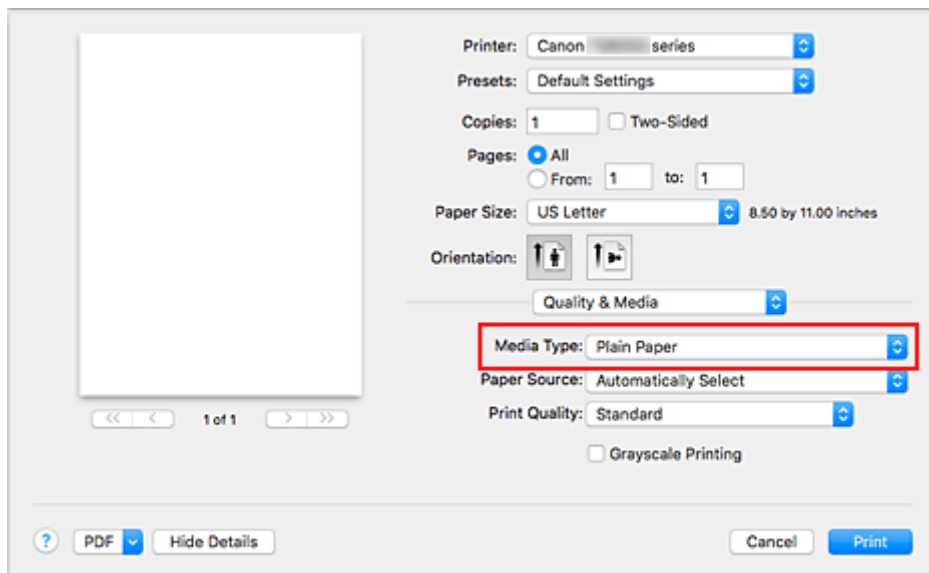 Printer: Canon series
Presets: Default Settings
Copies: 1 Two-Sided
Pages: All
From: 1 to: 1
Paper Size: US Letter 8.50 by 11.00 inches
Orientation:
Quality & Media
Media Type: Plain Paper
Paper Source: Automatically Select
Print Quality: Standard
Grayscale Printing
<< < 1 of 1 > >>
? PDF Hide Details Cancel Print